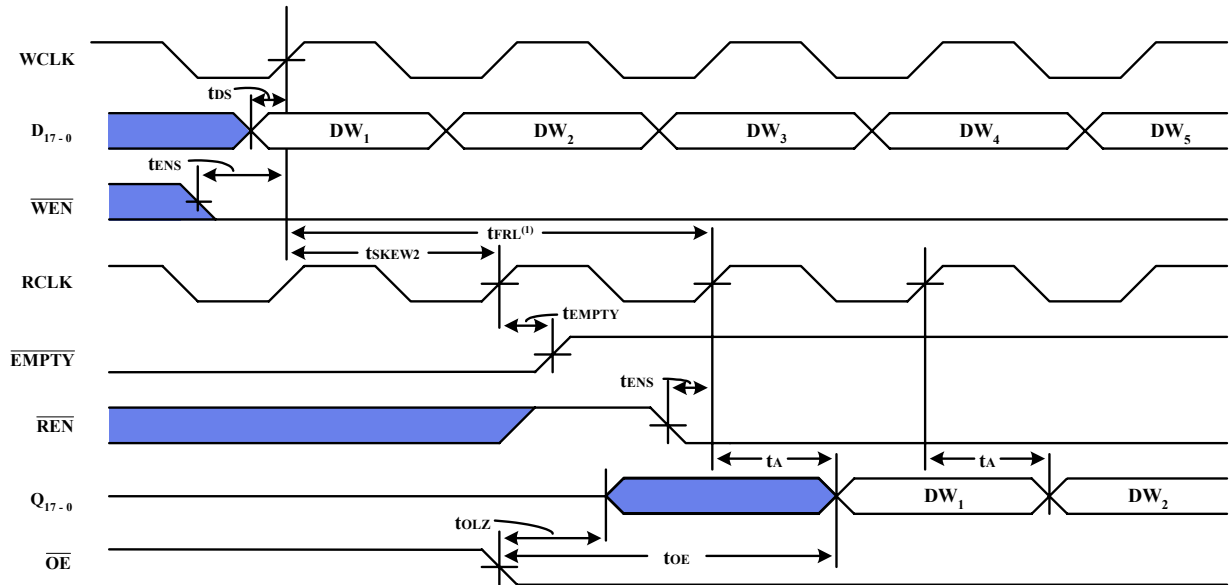 WCLK
tDS
D17 - 0 DW1 DW2 DW3 DW4 DW5
tENS
WEN
tFRL(1)
tSKEW2
RCLK
tEMPTY
EMPTY
tENS
REN
tA tA
Q17 - 0 DW1 DW2
tOLZ
tOE
OE